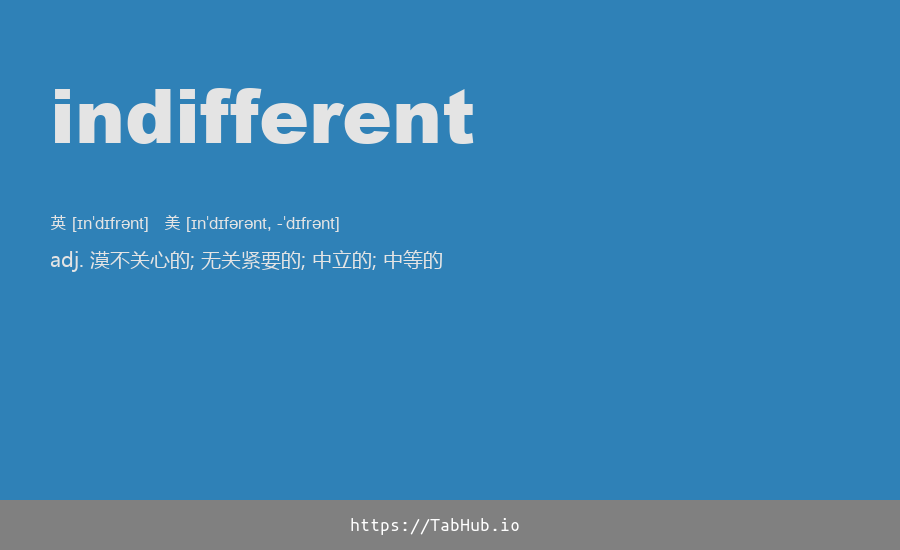 indifferent
英 [ɪnˈdɪfrənt] 美 [ɪnˈdɪfərənt, -ˈdɪfrənt]
adj. 漠不关心的; 无关紧要的; 中立的; 中等的
https://TabHub.io